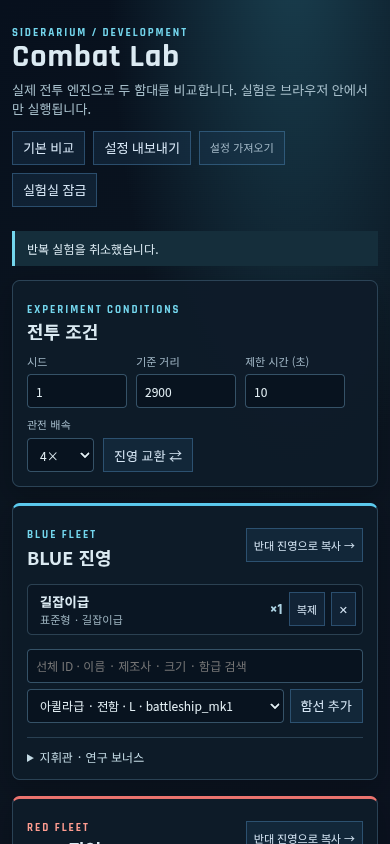 SIDERARIUM / DEVELOPMENT
Combat Lab
실제 전투 엔진으로 두 함대를 비교합니다. 실험은 브라우저 안에서
만 실행됩니다.
기본 비교 설정 내보내기 설정 가져오기
실험실 잠금
반복 실험을 취소했습니다.
EXPERIMENT CONDITIONS
전투 조건
시드 기준 거리 제한 시간 (초)
1 2900 10
관전 배속
4× 진영 교환 ⇄
BLUE FLEET
BLUE 진영
반대 진영으로 복사 →
길잡이급
표준형 · 길잡이급
×1 복제 ×
선체 ID · 이름 · 제조사 · 크기 · 함급 검색
아퀼라급 · 전함 · L · battleship_mk1 함선 추가
▶ 지휘관 · 연구 보너스
RED FLEET
반대 진영으로 복사 →